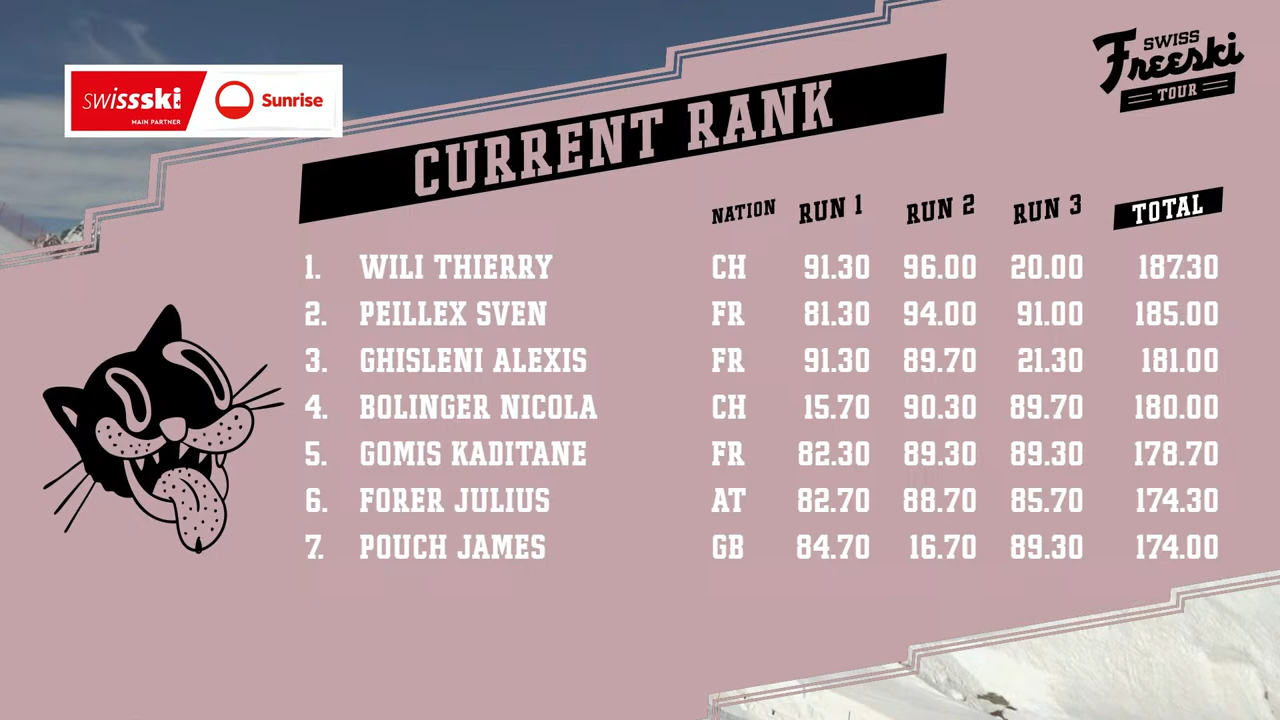 swissski
MAIN PARTNER
Sunrise
SWISS
Freeski
TOUR
CURRENT RANK
NATION RUN 1 RUN 2 RUN 3 TOTAL
1. WILI THIERRY CH 91.30 96.00 20.00 187.30
2. PEILLEX SVEN FR 81.30 94.00 91.00 185.00
3. GHISLENI ALEXIS FR 91.30 89.70 21.30 181.00
4. BOLINGER NICOLA CH 15.70 90.30 89.70 180.00
5. GOMIS KADITANE FR 82.30 89.30 89.30 178.70
6. FORER JULIUS AT 82.70 88.70 85.70 174.30
7. POUCH JAMES GB 84.70 16.70 89.30 174.00